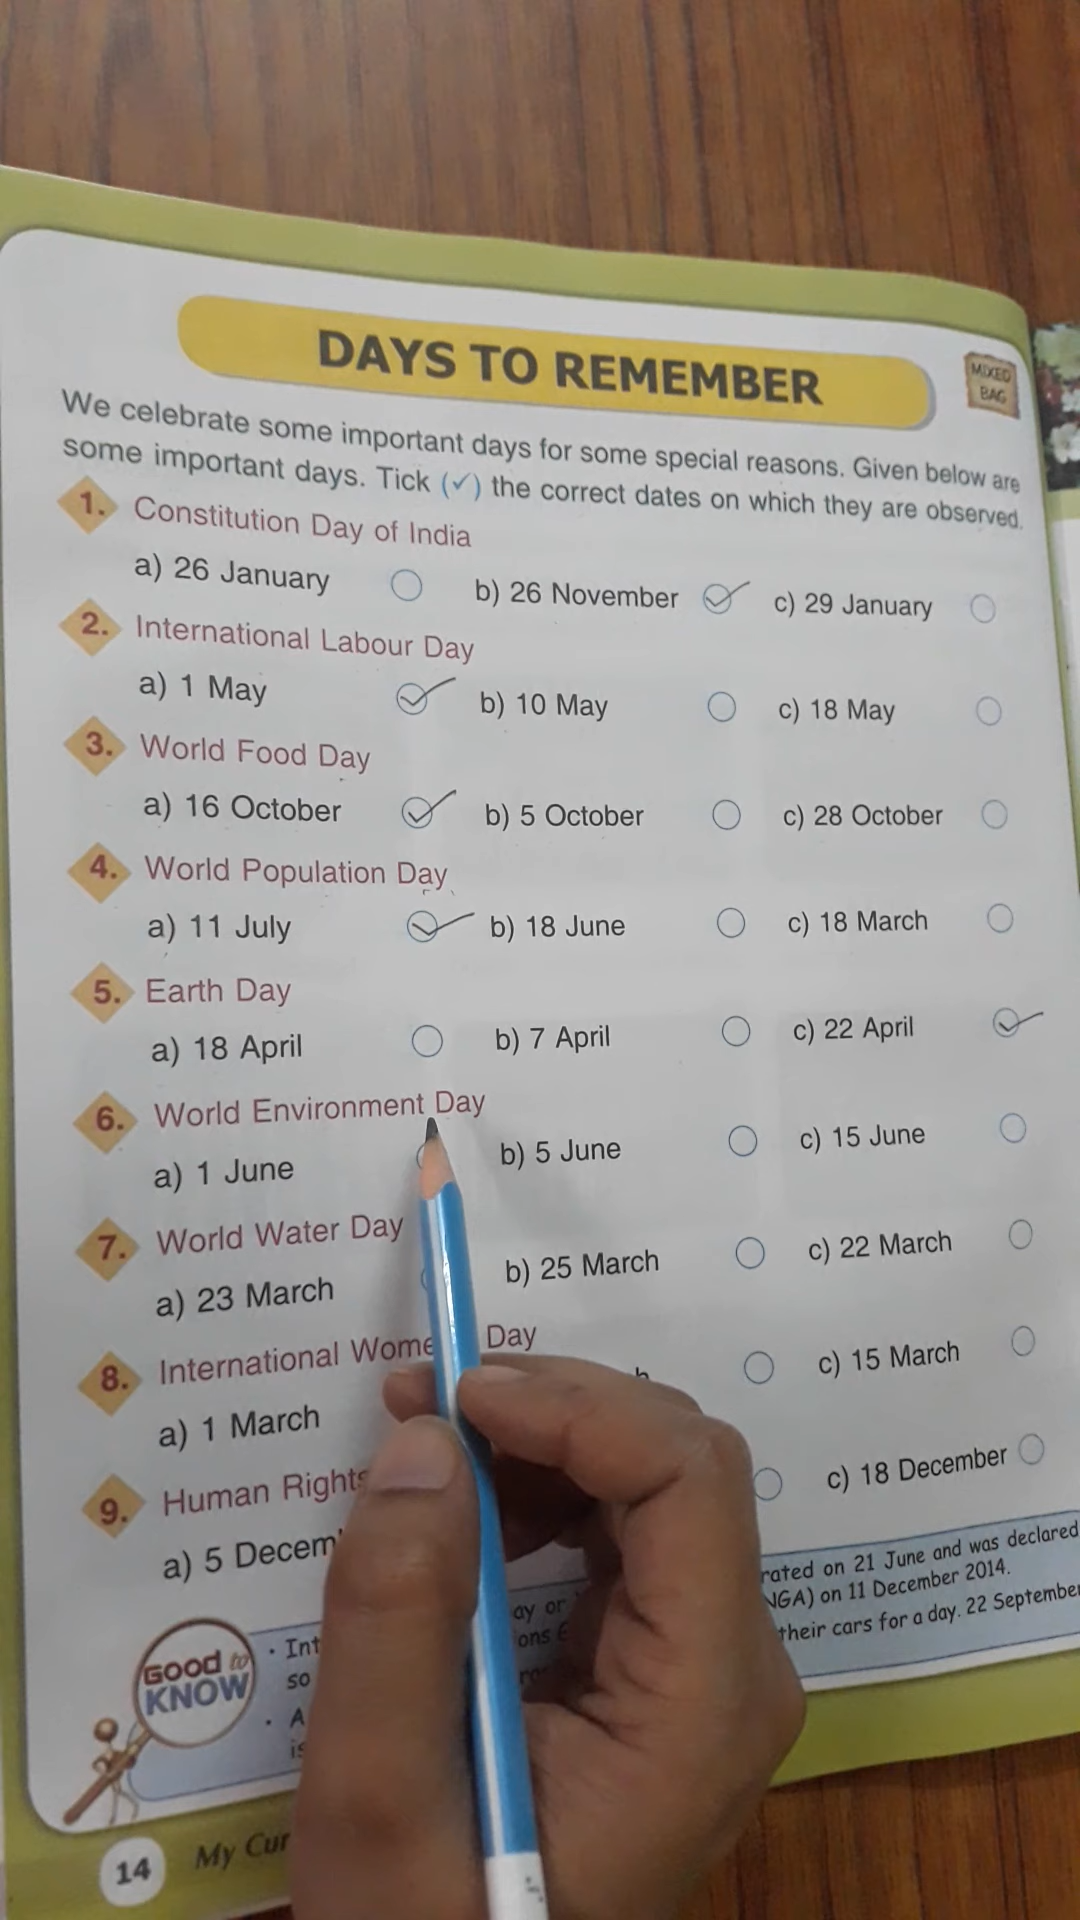 DAYS TO REMEMBER
MIXED
BAG
We celebrate some important days for some special reasons. Given below are
some important days. Tick (✓) the correct dates on which they are observed.
1. Constitution Day of India
a) 26 January b) 26 November c) 29 January
2. International Labour Day
a) 1 May b) 10 May c) 18 May
3. World Food Day
a) 16 October b) 5 October c) 28 October
4. World Population Day
a) 11 July b) 18 June c) 18 March
5. Earth Day
a) 18 April b) 7 April c) 22 April
6. World Environment Day
a) 1 June b) 5 June c) 15 June
7. World Water Day
a) 23 March b) 25 March c) 22 March
8. International Day
a) 1 March c) 15 March
9. Human Rights
a) 5 c) 18 December
GOOD to
KNOW
on 21 June and was declared
on 11 December 2014.
so their cars for a day. 22 September
• A
14 My